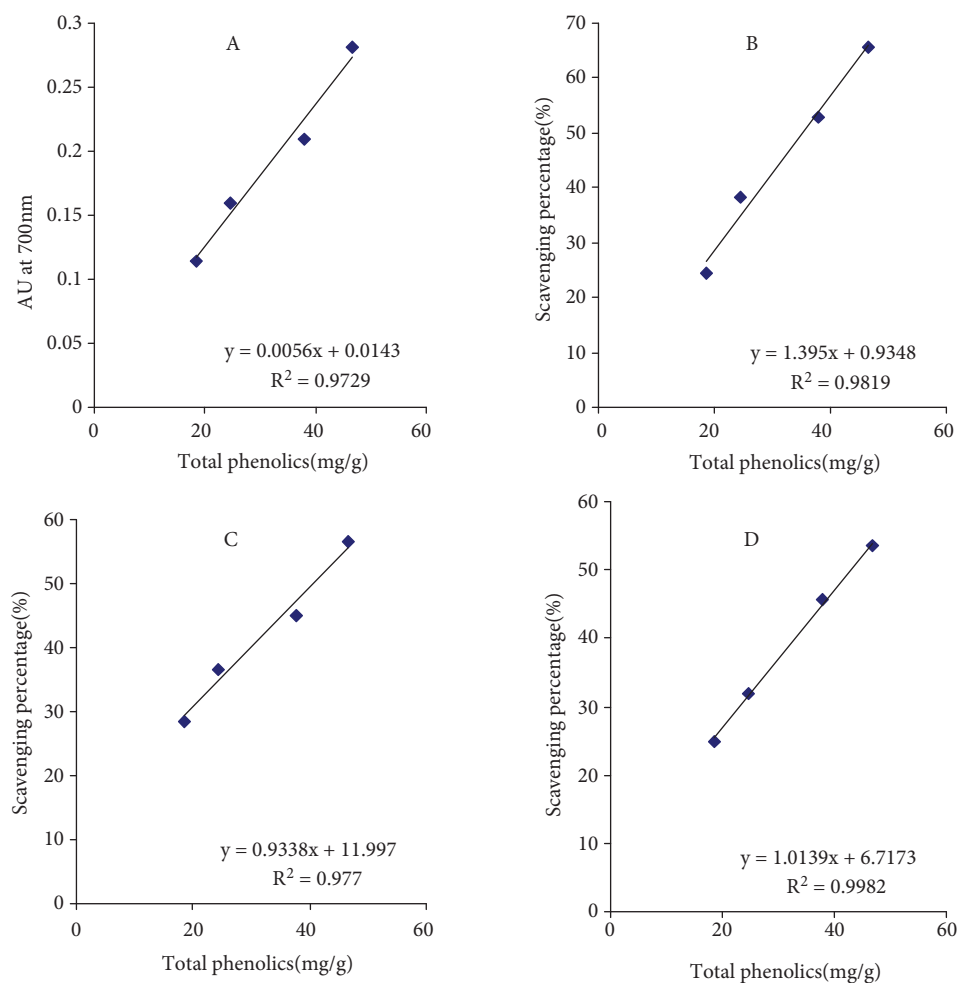 A
0.3
0.25
0.2
0.15
0.1
0.05
0
AU at 700nm
y = 0.0056x + 0.0143
R² = 0.9729
0 20 40 60
Total phenolics(mg/g)
B
70
60
50
40
30
20
10
0
Scavenging percentage(%)
y = 1.395x + 0.9348
R² = 0.9819
0 20 40 60
Total phenolics(mg/g)
C
60
50
40
30
20
10
0
Scavenging percentage(%)
y = 0.9338x + 11.997
R² = 0.977
0 20 40 60
Total phenolics(mg/g)
D
60
50
40
30
20
10
0
Scavenging percentage(%)
y = 1.0139x + 6.7173
R² = 0.9982
0 20 40 60
Total phenolics(mg/g)